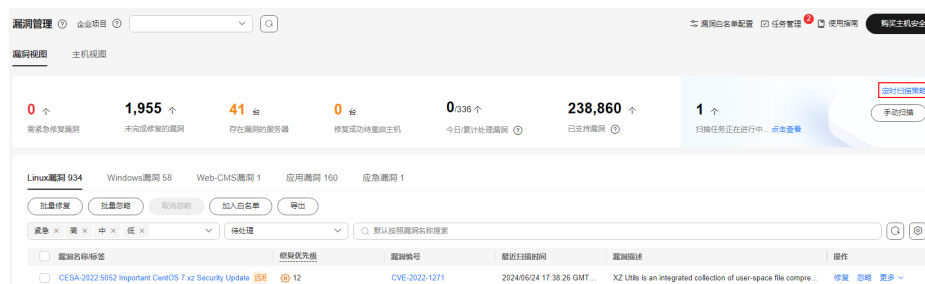 漏洞管理 企业项目
漏洞白名单配置 任务管理 2 使用指南 购买主机安全
漏洞视图 主机视图
定时扫描策略
0 个 1,955 个 41 台 0 台 0/336 个 238,860 个 1 个
手动扫描
需紧急修复漏洞 未完成修复的漏洞 存在漏洞的服务器 修复成功待重启主机 今日/累计处理漏洞 已支持漏洞 扫描任务正在进行中... 点击查看
Linux漏洞 934 Windows漏洞 58 Web-CMS漏洞 1 应用漏洞 160 应急漏洞 1
批量修复 批量忽略 取消忽略 加入白名单 导出
紧急 × 高 × 中 × 低 × 待处理 默认按照漏洞名称搜索
漏洞名称/标签 修复优先级 漏洞编号 最近扫描时间 漏洞描述 操作
CESA-2022:5052 Important CentOS 7 xz Security Update 12 CVE-2022-1271 2024/06/24 17:38:26 GMT... XZ Utils is an integrated collection of user-space file compre... 修复 忽略 更多